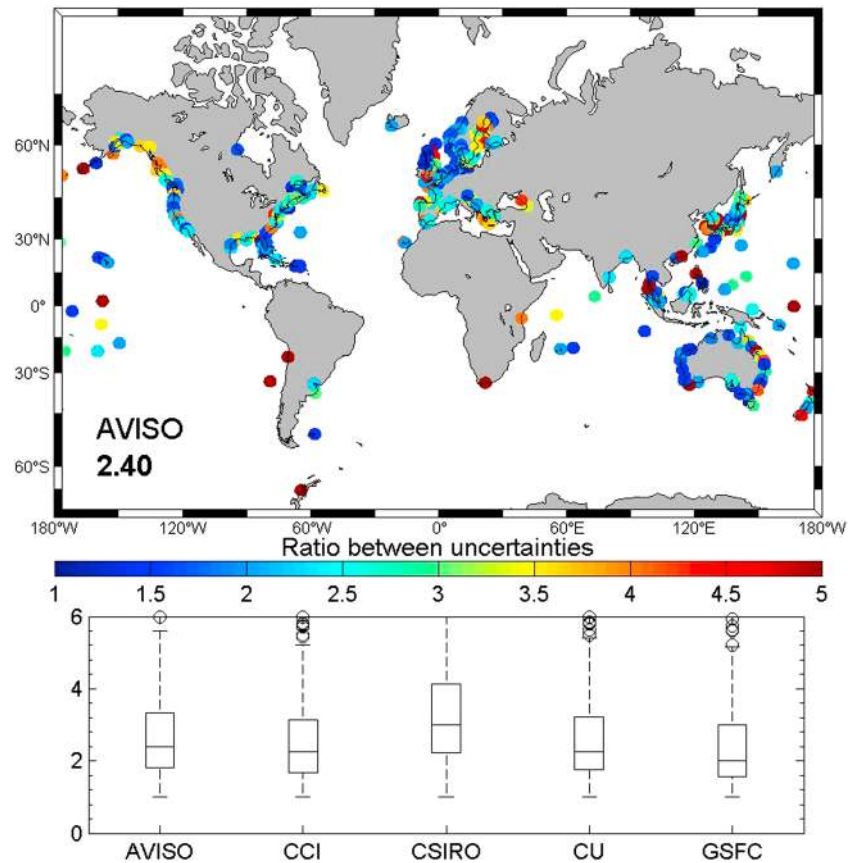 60°N
30°N
0°
30°S
60°S
AVISO
2.40
180°W 120°W 60°W 0° 60°E 120°E 180°W
Ratio between uncertainties
1 1.5 2 2.5 3 3.5 4 4.5 5
6
4
2
0
AVISO CCI CSIRO CU GSFC